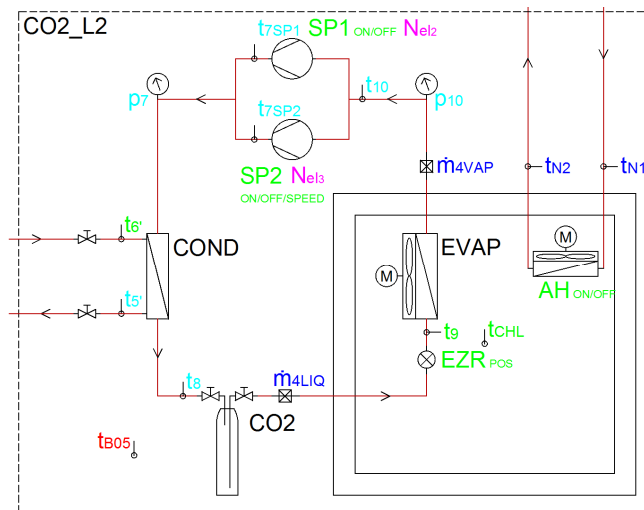 CO2_L2
t7SP1 SP1 ON/OFF Nel2
p7
t10
p10
t7SP2
SP2 Nel3
ON/OFF/SPEED
ṁ4VAP
tN2
tN1
t6'
COND
EVAP
M
M
AH ON/OFF
t5'
t9
tCHL
EZR POS
t8
ṁ4LIQ
CO2
tB05